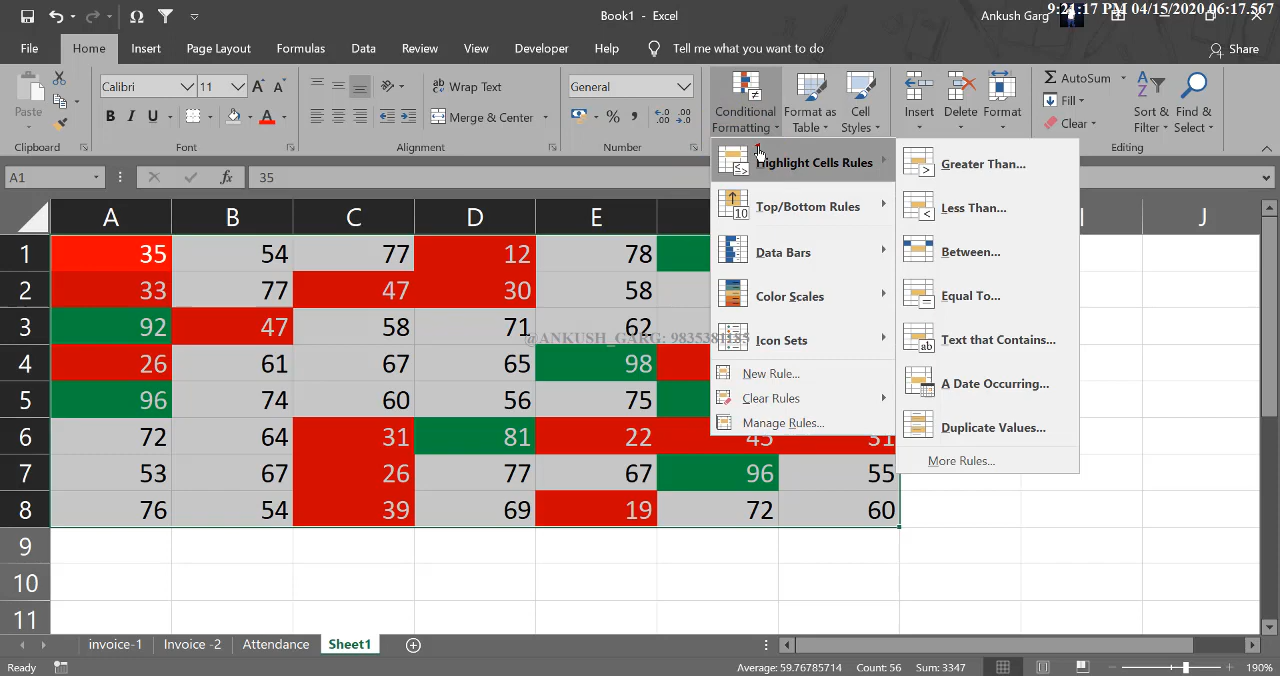 Book1 - Excel
Ankush Garg
9:21:17 PM 04/15/2020 06:17.567
File Home Insert Page Layout Formulas Data Review View Developer Help Tell me what you want to do Share
Paste
Calibri 11
B I U
Wrap Text
Merge & Center
General
Conditional Formatting
Format as Table
Cell Styles
Insert Delete Format
AutoSum
Fill
Clear
Sort & Filter
Find & Select
Clipboard Font Alignment Number Editing
A1 fx 35
A B C D E I J
1 35 54 77 12 78
2 33 77 47 30 58
3 92 47 58 71 62
4 26 61 67 65 98
5 96 74 60 56 75
6 72 64 31 81 22 45 51
7 53 67 26 77 67 96 55
8 76 54 39 69 19 72 60
9
10
11
Highlight Cells Rules
Top/Bottom Rules
Data Bars
Color Scales
Icon Sets
New Rule...
Clear Rules
Manage Rules...
Greater Than...
Less Than...
Between...
Equal To...
Text that Contains...
A Date Occurring...
Duplicate Values...
More Rules...
@ANKUSH_GARG: 9835381185
invoice-1 Invoice -2 Attendance Sheet1
Ready
Average: 59.76785714 Count: 56 Sum: 3347 190%